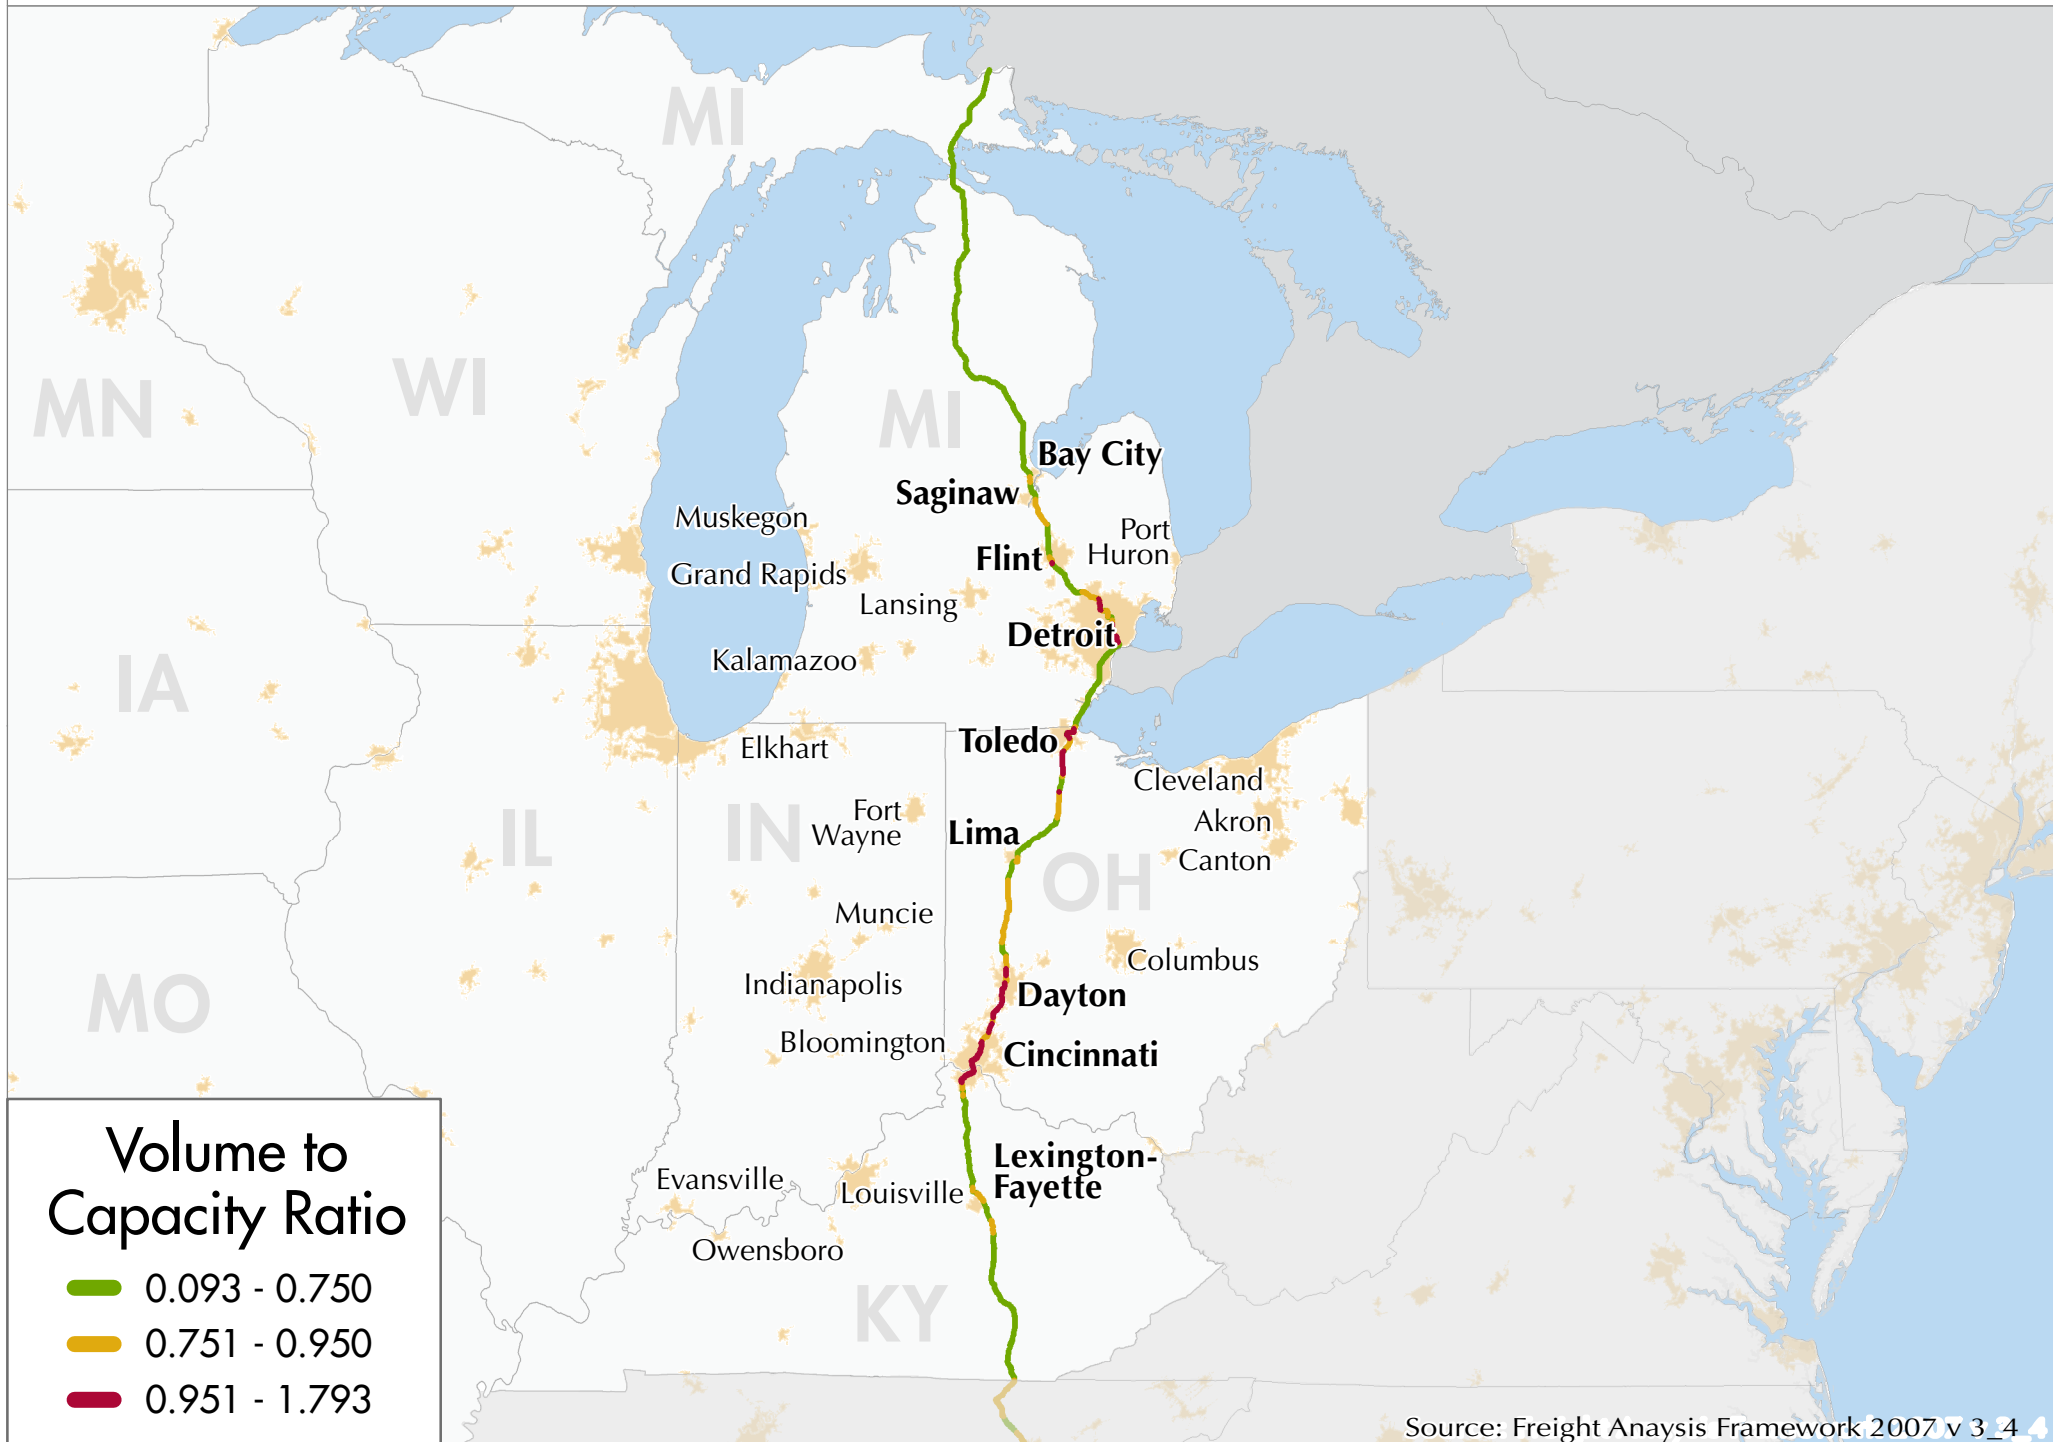 MI
MN
WI
MI
Bay City
Saginaw
Muskegon
Port
Huron
Flint
Grand Rapids
Lansing
Detroit
Kalamazoo
IA
Toledo
Elkhart
Cleveland
Fort
Wayne
IN
IL
Lima
Akron
Canton
OH
Muncie
Columbus
Indianapolis
Dayton
MO
Bloomington
Cincinnati
Lexington-
Fayette
Evansville
Louisville
Owensboro
KY
Volume to
Capacity Ratio
0.093 - 0.750
0.751 - 0.950
0.951 - 1.793
Source: Freight Anaysis Framework 2007 v 3_4